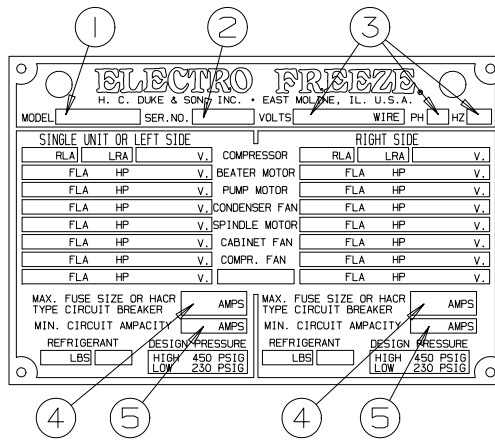 1 2 3
ELECTRO FREEZE
H. C. DUKE & SON, INC. • EAST MOLINE, IL. U.S.A.
MODEL SER.NO. VOLTS WIRE PH HZ
SINGLE UNIT OR LEFT SIDE RIGHT SIDE
RLA LRA V. COMPRESSOR RLA LRA V.
FLA HP V. BEATER MOTOR FLA HP V.
FLA HP V. PUMP MOTOR FLA HP V.
FLA HP V. CONDENSER FAN FLA HP V.
FLA HP V. SPINDLE MOTOR FLA HP V.
FLA HP V. CABINET FAN FLA HP V.
FLA HP V. COMPR. FAN FLA HP V.
FLA HP V. FLA HP V.
MAX. FUSE SIZE OR HACR
TYPE CIRCUIT BREAKER AMPS
MIN. CIRCUIT AMPACITY AMPS
REFRIGERANT DESIGN PRESSURE
LBS HIGH 450 PSIG
LOW 230 PSIG
MAX. FUSE SIZE OR HACR
TYPE CIRCUIT BREAKER AMPS
MIN. CIRCUIT AMPACITY AMPS
REFRIGERANT DESIGN PRESSURE
LBS HIGH 450 PSIG
LOW 230 PSIG
4 5 4 5